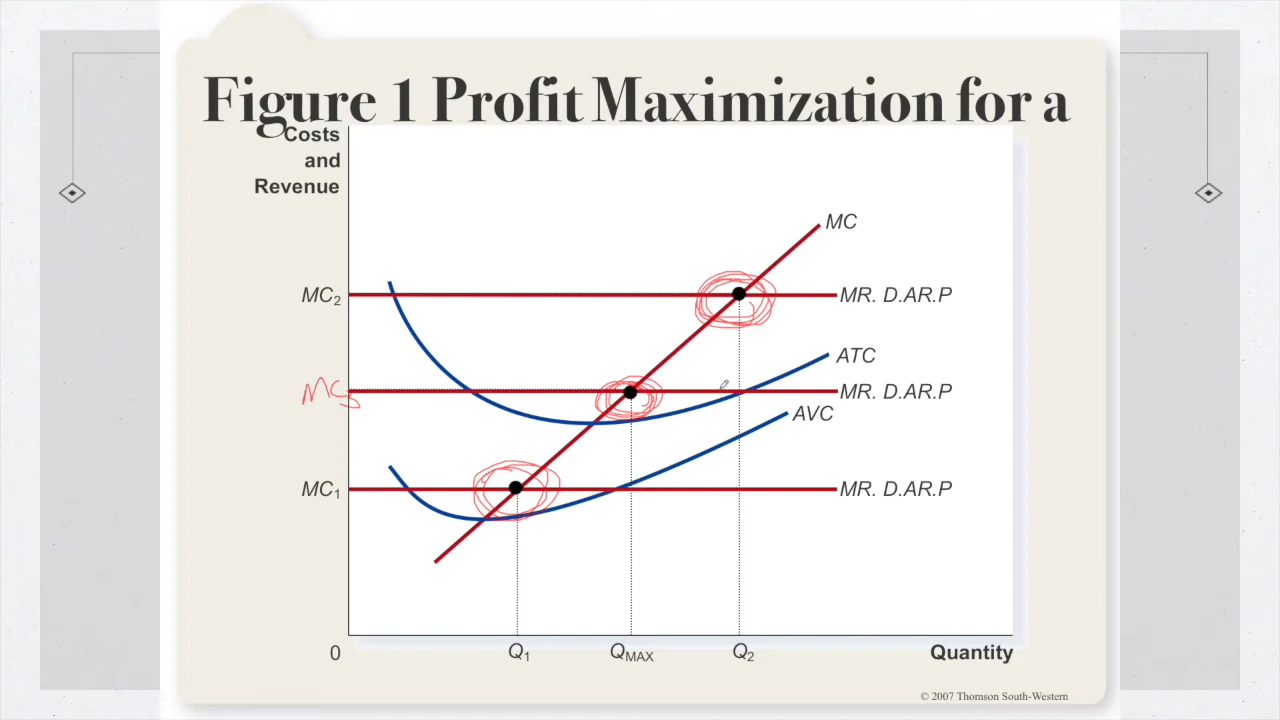 Figure 1 Profit Maximization for a
Costs
and
Revenue
MC
MC₂
MR. D.AR.P
ATC
MC₃
MR. D.AR.P
AVC
MC₁
MR. D.AR.P
0
Q₁
QMAX
Q₂
Quantity
© 2007 Thomson South-Western